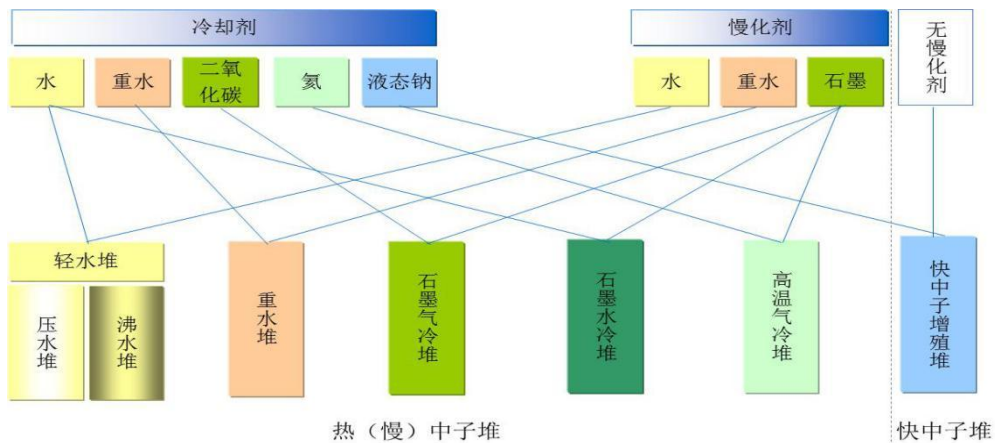 冷却剂
慢化剂
无慢化剂
水
重水
二氧
化碳
氦
液态钠
水
重水
石墨
轻水堆
压水堆
沸水堆
重水堆
石墨气冷堆
石墨水冷堆
高温气冷堆
快中子增殖堆
热（慢）中子堆
快中子堆